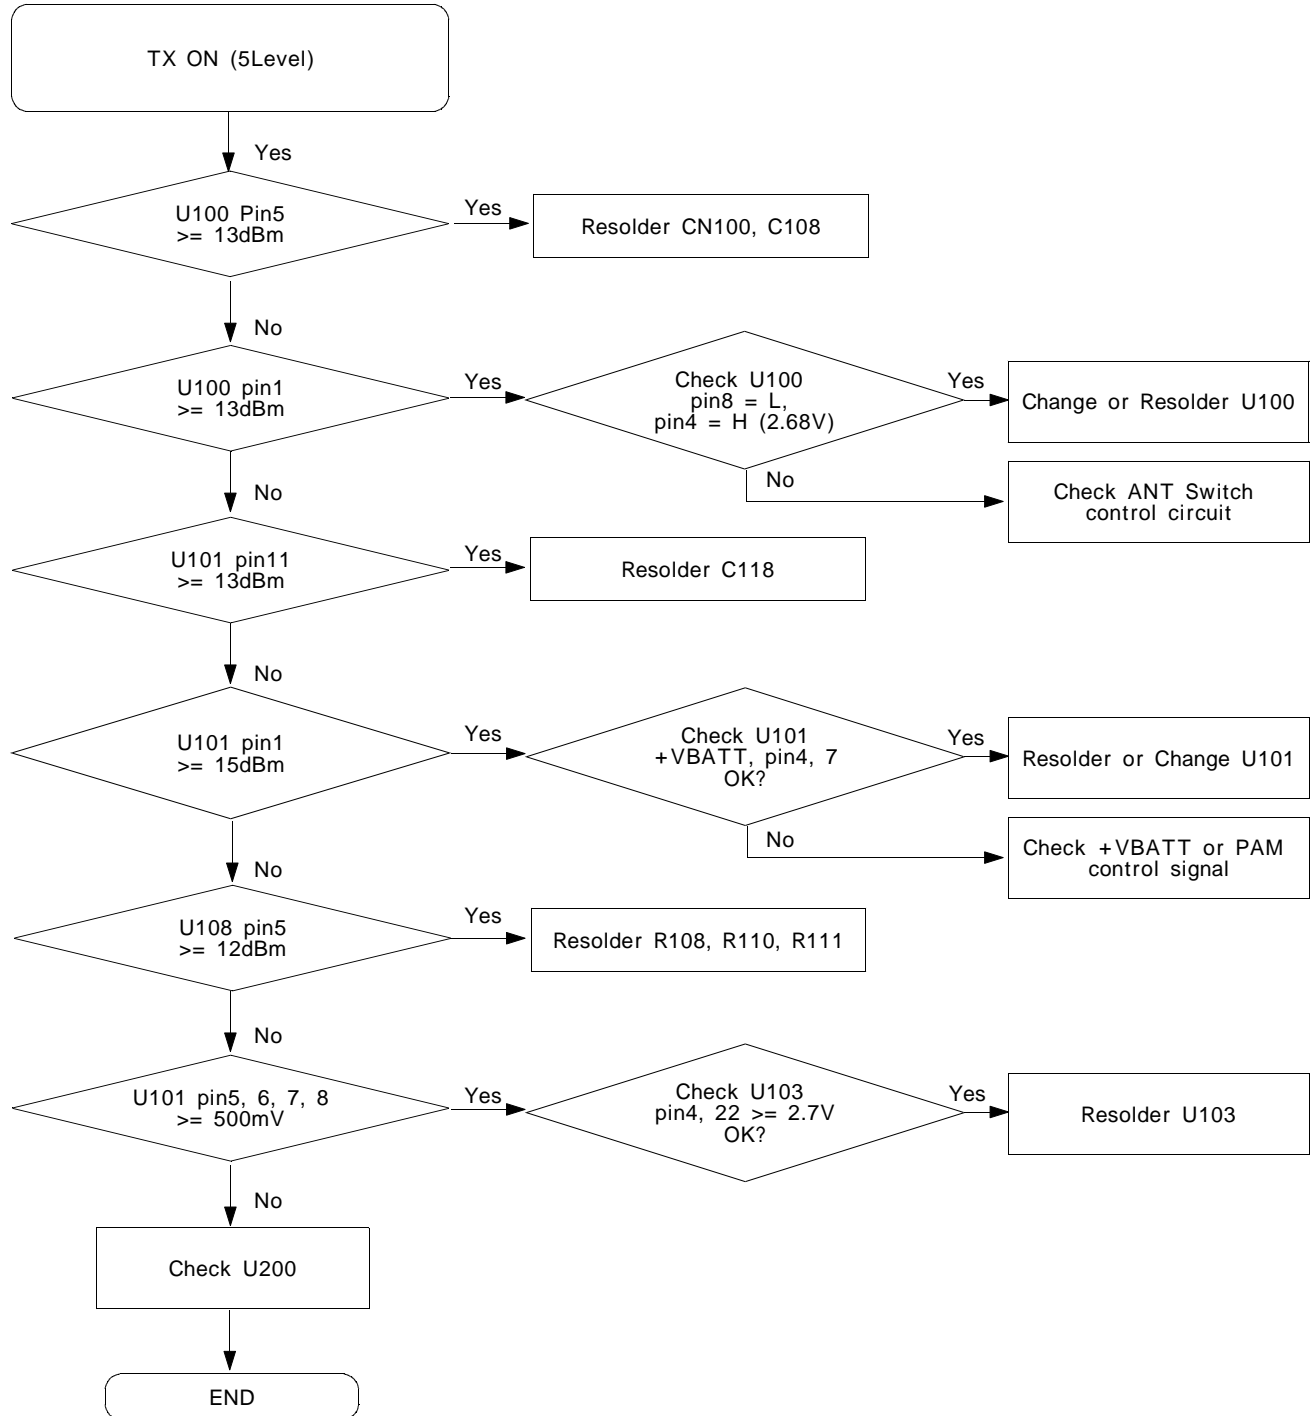 TX ON (5Level)
Yes
U100 Pin5
>= 13dBm
Yes
Resolder CN100, C108
No
U100 pin1
>= 13dBm
Yes
Check U100
pin8 = L,
pin4 = H (2.68V)
Yes
Change or Resolder U100
No
Check ANT Switch
control circuit
No
U101 pin11
>= 13dBm
Yes
Resolder C118
No
U101 pin1
>= 15dBm
Yes
Check U101
+VBATT, pin4, 7
OK?
Yes
Resolder or Change U101
No
Check +VBATT or PAM
control signal
No
U108 pin5
>= 12dBm
Yes
Resolder R108, R110, R111
No
U101 pin5, 6, 7, 8
>= 500mV
Yes
Check U103
pin4, 22 >= 2.7V
OK?
Yes
Resolder U103
No
Check U200
END